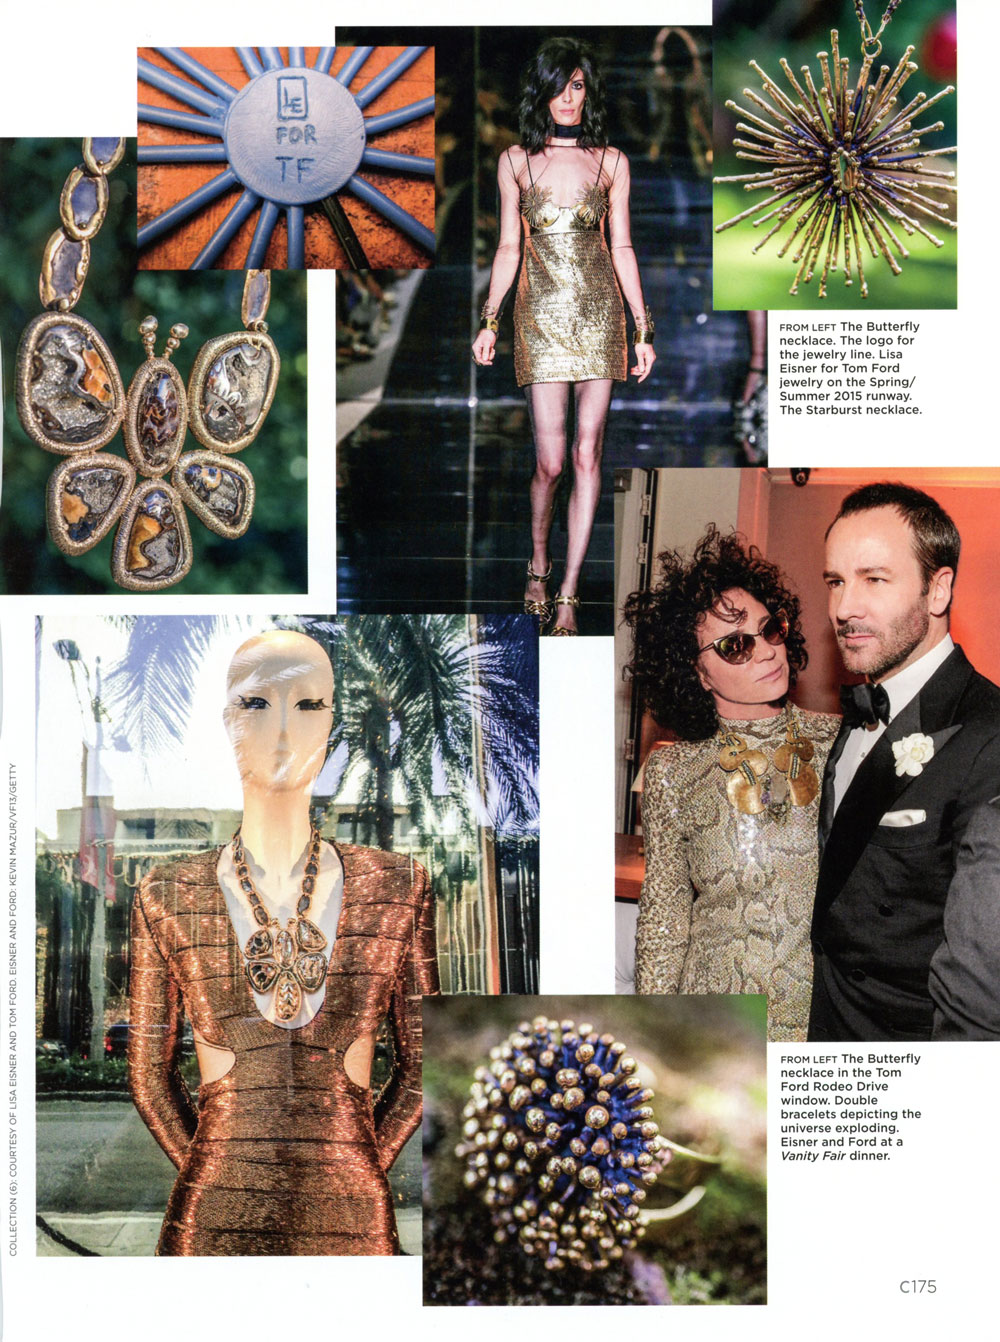 LE
FOR
TF
FROM LEFT The Butterfly
necklace. The logo for
the jewelry line. Lisa
Eisner for Tom Ford
jewelry on the Spring/
Summer 2015 runway.
The Starburst necklace.
COLLECTION (6): COURTESY OF LISA EISNER AND TOM FORD. EISNER AND FORD: KEVIN MAZUR/VF13/GETTY
FROM LEFT The Butterfly
necklace in the Tom
Ford Rodeo Drive
window. Double
bracelets depicting the
universe exploding.
Eisner and Ford at a
Vanity Fair dinner.
C175